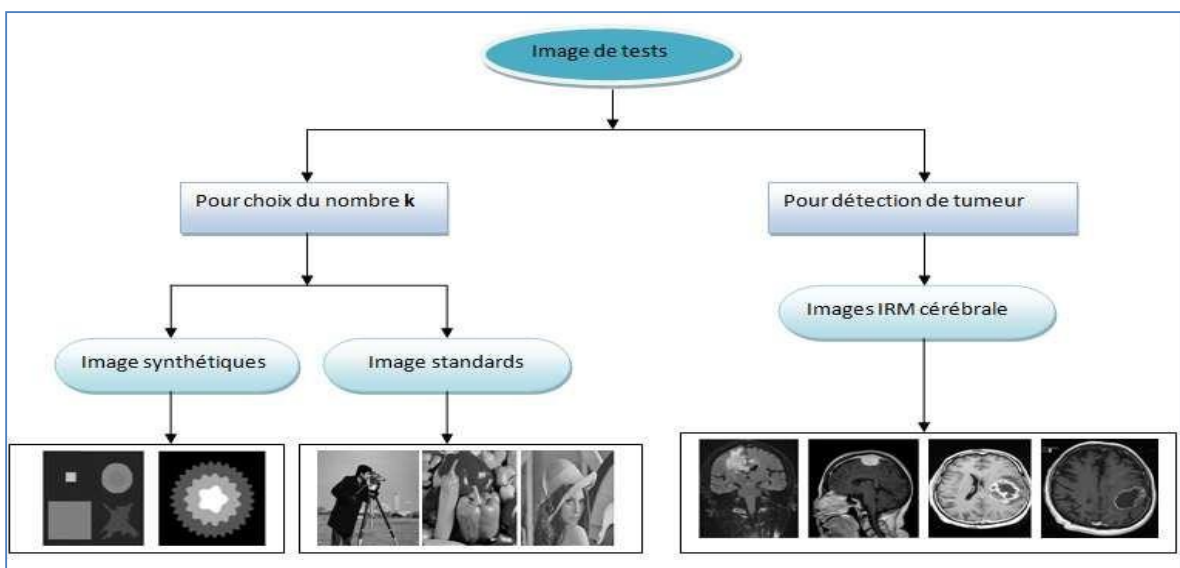 Image de tests
Pour choix du nombre k
Pour détection de tumeur
Images IRM cérébrale
Image synthétiques
Image standards